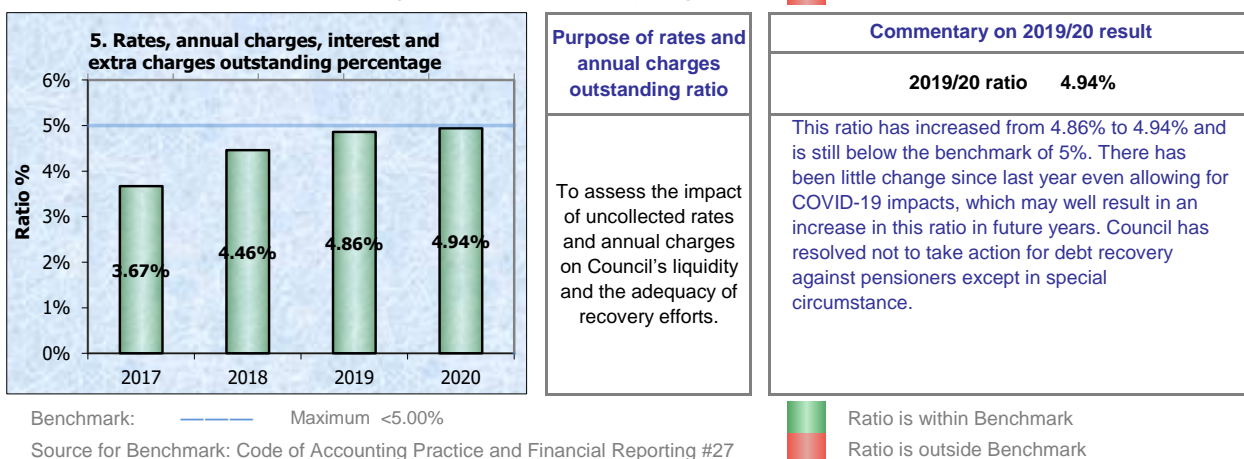 5. Rates, annual charges, interest and
extra charges outstanding percentage
Ratio %
6%
5%
4%
3%
2%
1%
0%
3.67%
4.46%
4.86%
4.94%
2017
2018
2019
2020
Purpose of rates and
annual charges
outstanding ratio
To assess the impact
of uncollected rates
and annual charges
on Council's liquidity
and the adequacy of
recovery efforts.
Commentary on 2019/20 result
2019/20 ratio 4.94%
This ratio has increased from 4.86% to 4.94% and
is still below the benchmark of 5%. There has
been little change since last year even allowing for
COVID-19 impacts, which may well result in an
increase in this ratio in future years. Council has
resolved not to take action for debt recovery
against pensioners except in special
circumstance.
Benchmark: Maximum <5.00%
Source for Benchmark: Code of Accounting Practice and Financial Reporting #27
Ratio is within Benchmark
Ratio is outside Benchmark